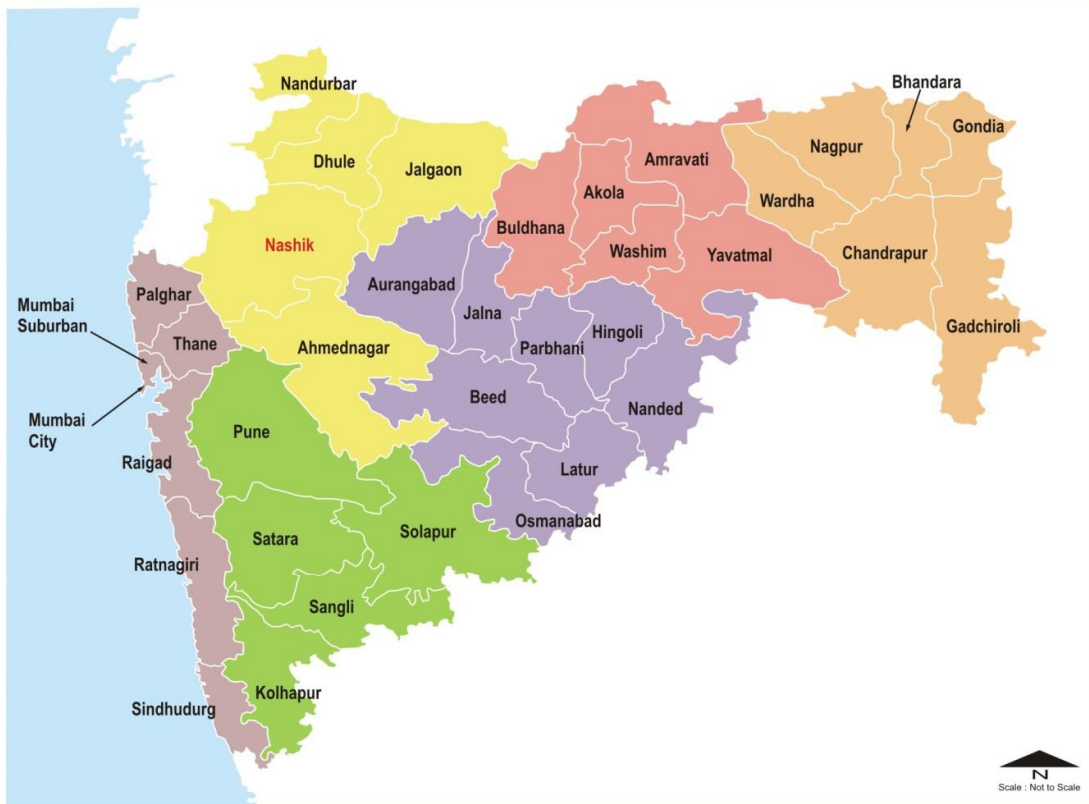 Nandurbar
Bhandara
Gondia
Nagpur
Dhule
Jalgaon
Amravati
Akola
Wardha
Buldhana
Nashik
Washim
Yavatmal
Chandrapur
Aurangabad
Palghar
Mumbai
Suburban
Jalna
Hingoli
Gadchiroli
Thane
Parbhani
Ahmednagar
Beed
Nanded
Mumbai
City
Pune
Raigad
Latur
Osmanabad
Solapur
Satara
Ratnagiri
Sangli
Kolhapur
Sindhudurg
N
Scale : Not to Scale